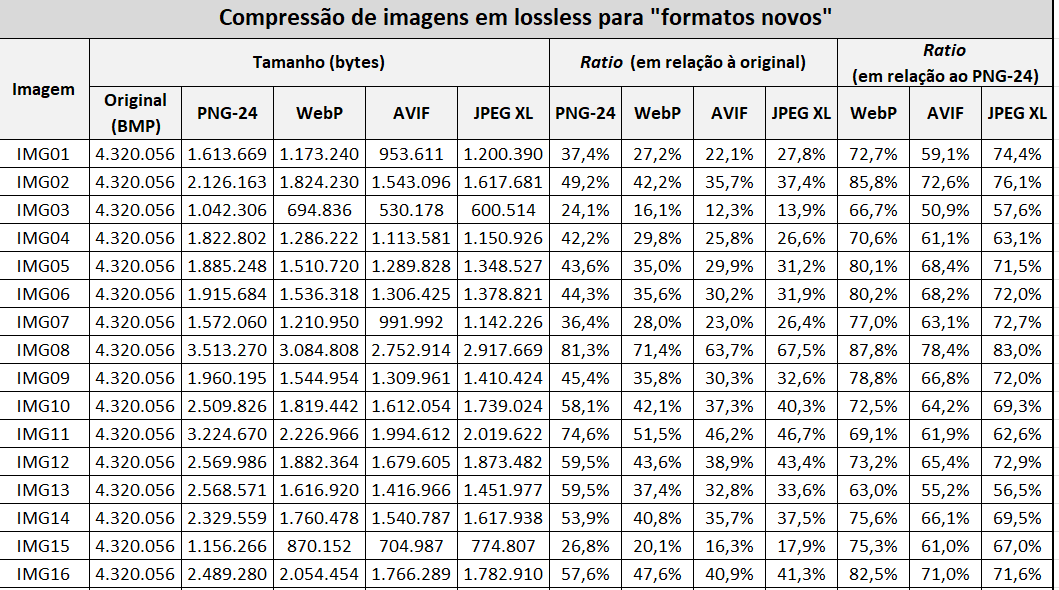 Compressão de imagens em lossless para "formatos novos"
Imagem Tamanho (bytes) Ratio (em relação à original) Ratio (em relação ao PNG-24)
Original (BMP) PNG-24 WebP AVIF JPEG XL PNG-24 WebP AVIF JPEG XL WebP AVIF JPEG XL
IMG01 4.320.056 1.613.669 1.173.240 953.611 1.200.390 37,4% 27,2% 22,1% 27,8% 72,7% 59,1% 74,4%
IMG02 4.320.056 2.126.163 1.824.230 1.543.096 1.617.681 49,2% 42,2% 35,7% 37,4% 85,8% 72,6% 76,1%
IMG03 4.320.056 1.042.306 694.836 530.178 600.514 24,1% 16,1% 12,3% 13,9% 66,7% 50,9% 57,6%
IMG04 4.320.056 1.822.802 1.286.222 1.113.581 1.150.926 42,2% 29,8% 25,8% 26,6% 70,6% 61,1% 63,1%
IMG05 4.320.056 1.885.248 1.510.720 1.289.828 1.348.527 43,6% 35,0% 29,9% 31,2% 80,1% 68,4% 71,5%
IMG06 4.320.056 1.915.684 1.536.318 1.306.425 1.378.821 44,3% 35,6% 30,2% 31,9% 80,2% 68,2% 72,0%
IMG07 4.320.056 1.572.060 1.210.950 991.992 1.142.226 36,4% 28,0% 23,0% 26,4% 77,0% 63,1% 72,7%
IMG08 4.320.056 3.513.270 3.084.808 2.752.914 2.917.669 81,3% 71,4% 63,7% 67,5% 87,8% 78,4% 83,0%
IMG09 4.320.056 1.960.195 1.544.954 1.309.961 1.410.424 45,4% 35,8% 30,3% 32,6% 78,8% 66,8% 72,0%
IMG10 4.320.056 2.509.826 1.819.442 1.612.054 1.739.024 58,1% 42,1% 37,3% 40,3% 72,5% 64,2% 69,3%
IMG11 4.320.056 3.224.670 2.226.966 1.994.612 2.019.622 74,6% 51,5% 46,2% 46,7% 69,1% 61,9% 62,6%
IMG12 4.320.056 2.569.986 1.882.364 1.679.605 1.873.482 59,5% 43,6% 38,9% 43,4% 73,2% 65,4% 72,9%
IMG13 4.320.056 2.568.571 1.616.920 1.416.966 1.451.977 59,5% 37,4% 32,8% 33,6% 63,0% 55,2% 56,5%
IMG14 4.320.056 2.329.559 1.760.478 1.540.787 1.617.938 53,9% 40,8% 35,7% 37,5% 75,6% 66,1% 69,5%
IMG15 4.320.056 1.156.266 870.152 704.987 774.807 26,8% 20,1% 16,3% 17,9% 75,3% 61,0% 67,0%
IMG16 4.320.056 2.489.280 2.054.454 1.766.289 1.782.910 57,6% 47,6% 40,9% 41,3% 82,5% 71,0% 71,6%